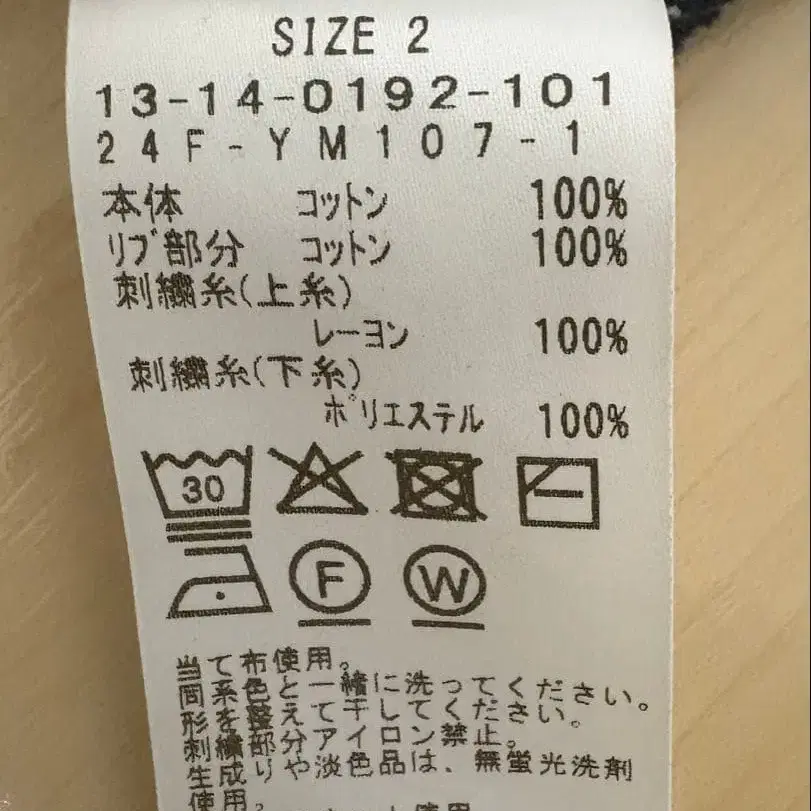 SIZE 2
13-14-0192-101
24F-YM107-1
本体 コットン 100%
リブ部分 コットン 100%
刺繍糸(上糸)
レーヨン 100%
刺繍糸(下糸)
ポリエステル 100%
30
F W
当て布使用。
同系色と一緒に洗ってください。
形を整えて干してください。
刺繍部分アイロン禁止。
生成りや淡色品は、無蛍光洗剤
使用。